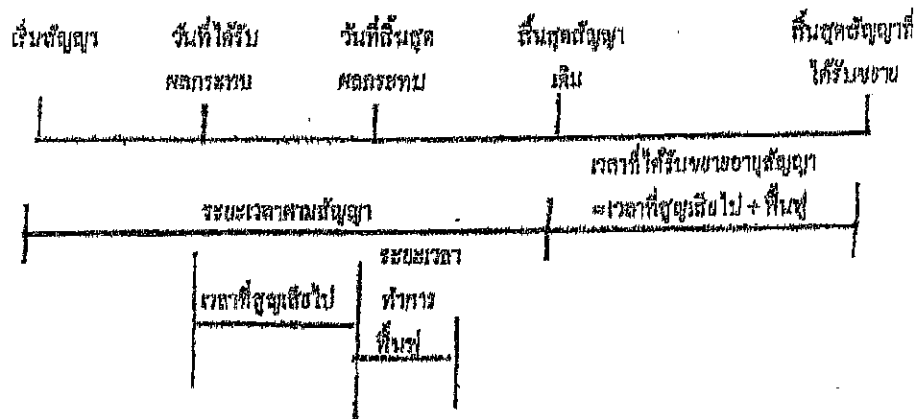 เริ่มสัญญา
วันที่ได้รับ
ผลกระทบ
วันที่สิ้นสุด
ผลกระทบ
สิ้นสุดสัญญา
เดิม
สิ้นสุดสัญญาที่
ได้รับขยาย
ระยะเวลาตามสัญญา
เวลาที่ได้รับขยายอายุสัญญา
=เวลาที่สูญเสียไป + ฟื้นฟู
เวลาที่สูญเสียไป
ระยะเวลา
ทำการ
ฟื้นฟู